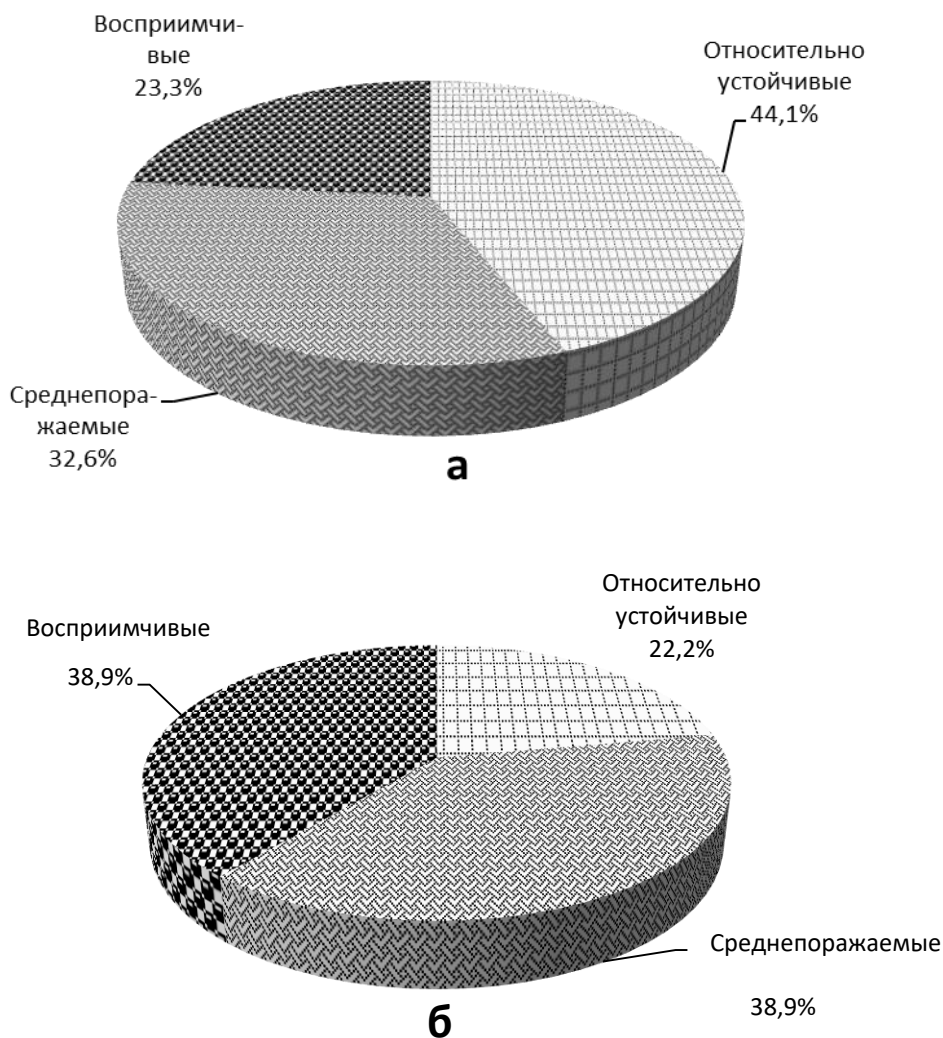 Восприимчи-
вые
23,3%
Относительно
устойчивые
44,1%
Среднепора-
жаемые
32,6%
а
Относительно
устойчивые
22,2%
Восприимчивые
38,9%
Среднепоражаемые
38,9%
б